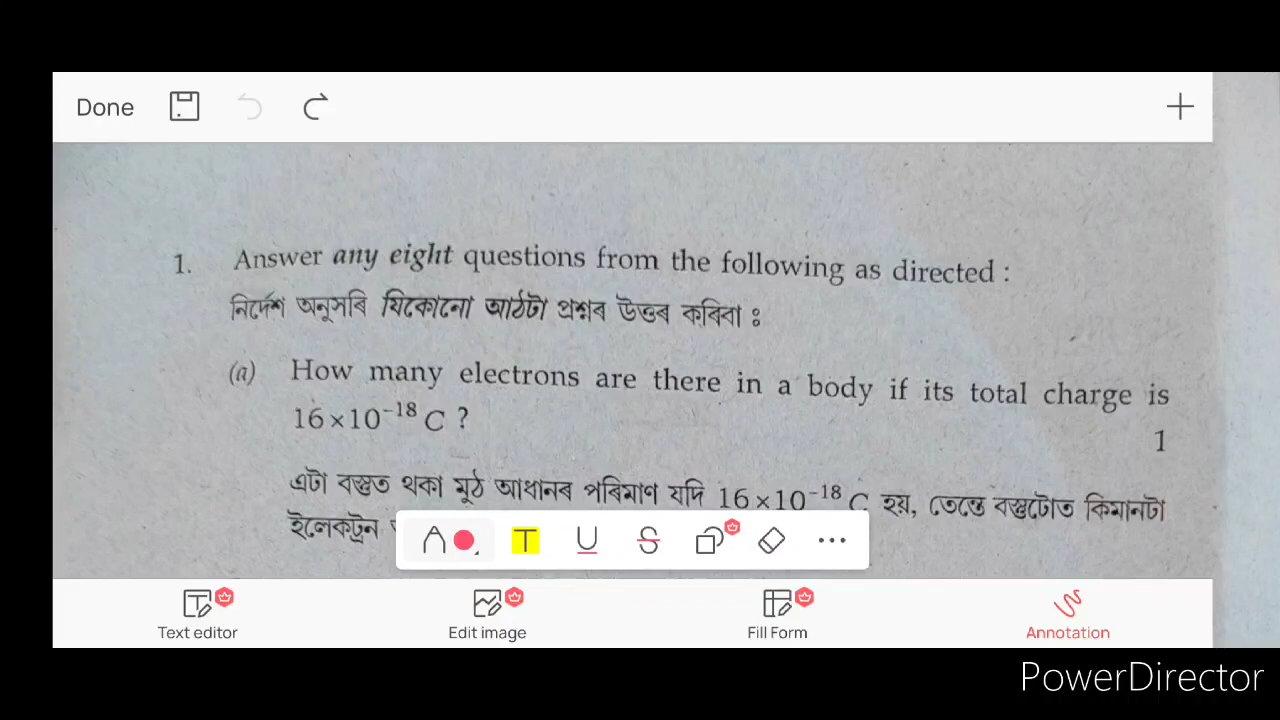 Done
1. Answer any eight questions from the following as directed :
নিৰ্দেশ অনুসৰি যিকোনো আঠটা প্ৰশ্নৰ উত্তৰ কৰিবা ঃ
(a) How many electrons are there in a body if its total charge is
16×10⁻¹⁸ C ?
1
এটা বস্তুত থকা মুঠ আধানৰ পৰিমাণ যদি 16×10⁻¹⁸ C হয়, তেন্তে বস্তুটোত কিমানটা
ইলেকট্ৰন
T U S
Text editor Edit image Fill Form Annotation
PowerDirector